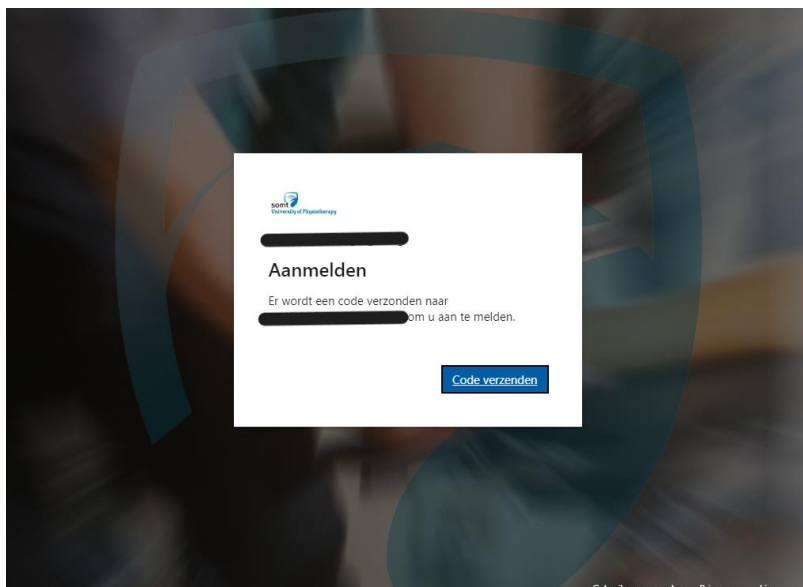 somt
University of Physiotherapy
Aanmelden
Er wordt een code verzonden naar
om u aan te melden.
Code verzenden